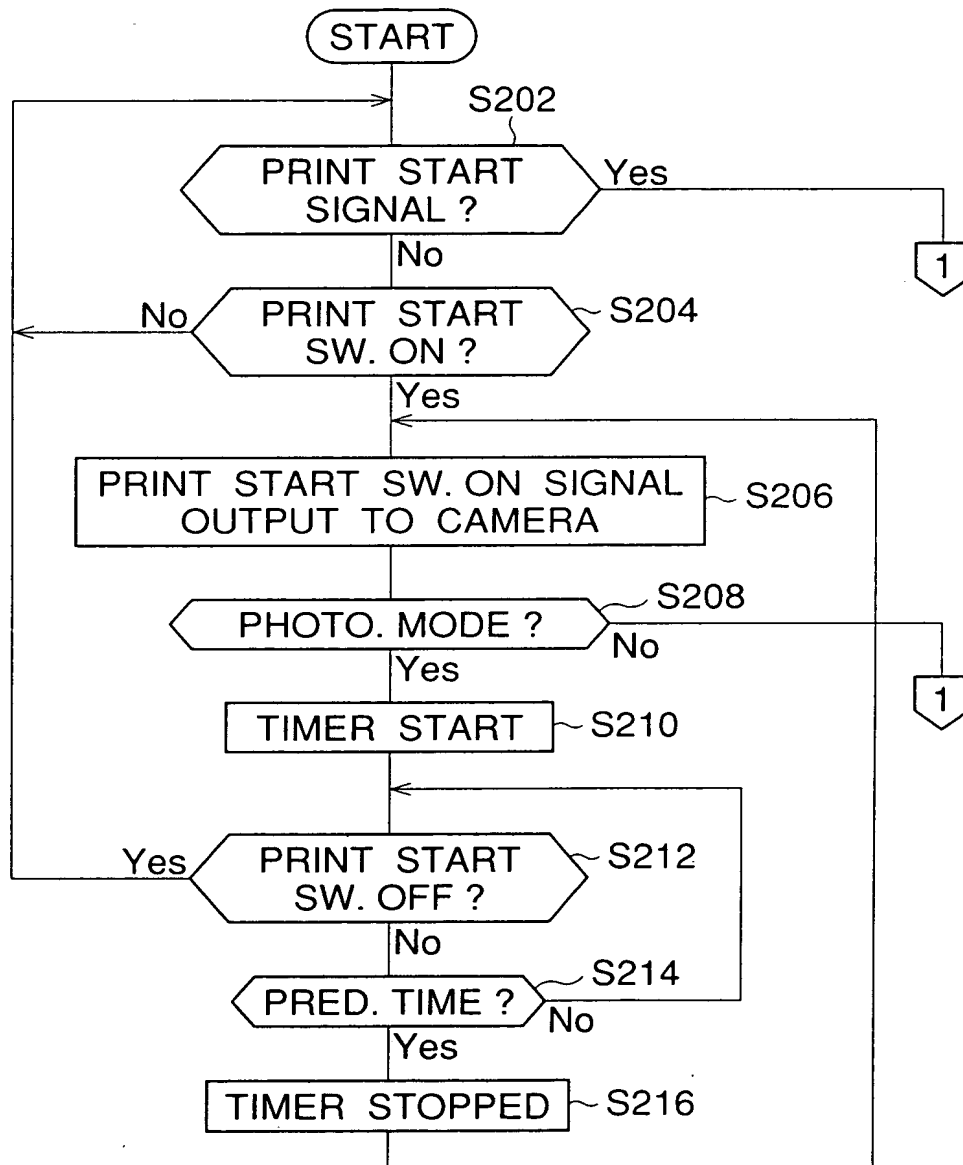 START
S202
PRINT START
SIGNAL ?
Yes
No
1
PRINT START
SW. ON ?
S204
No
Yes
PRINT START SW. ON SIGNAL
OUTPUT TO CAMERA
S206
PHOTO. MODE ?
S208
No
Yes
1
TIMER START
S210
PRINT START
SW. OFF ?
S212
Yes
No
PRED. TIME ?
S214
No
Yes
TIMER STOPPED
S216